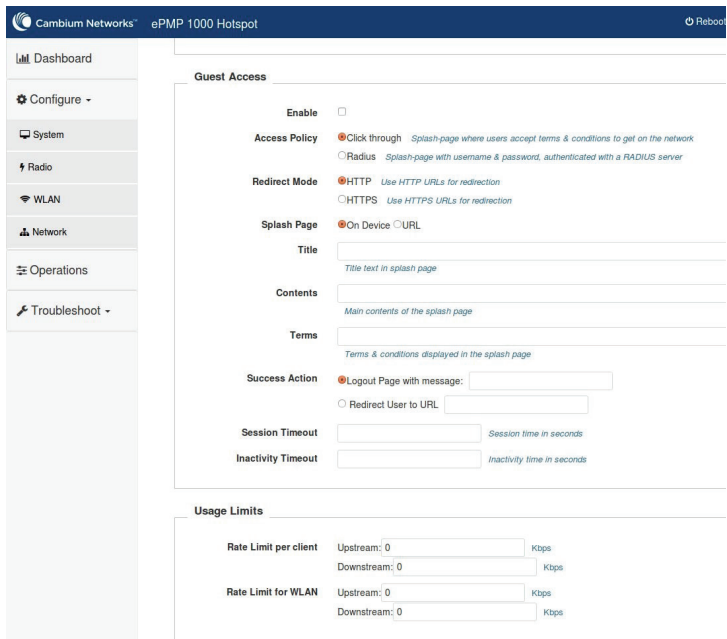 Cambium Networks™ ePMP 1000 Hotspot Reboot
Dashboard
Configure
System
Radio
WLAN
Network
Operations
Troubleshoot
Guest Access
Enable
Access Policy Click through Splash-page where users accept terms & conditions to get on the network
Radius Splash-page with username & password, authenticated with a RADIUS server
Redirect Mode HTTP Use HTTP URLs for redirection
HTTPS Use HTTPS URLs for redirection
Splash Page On Device URL
Title
Title text in splash page
Contents
Main contents of the splash page
Terms
Terms & conditions displayed in the splash page
Success Action Logout Page with message:
Redirect User to URL
Session Timeout Session time in seconds
Inactivity Timeout Inactivity time in seconds
Usage Limits
Rate Limit per client Upstream: 0 Kbps
Downstream: 0 Kbps
Rate Limit for WLAN Upstream: 0 Kbps
Downstream: 0 Kbps